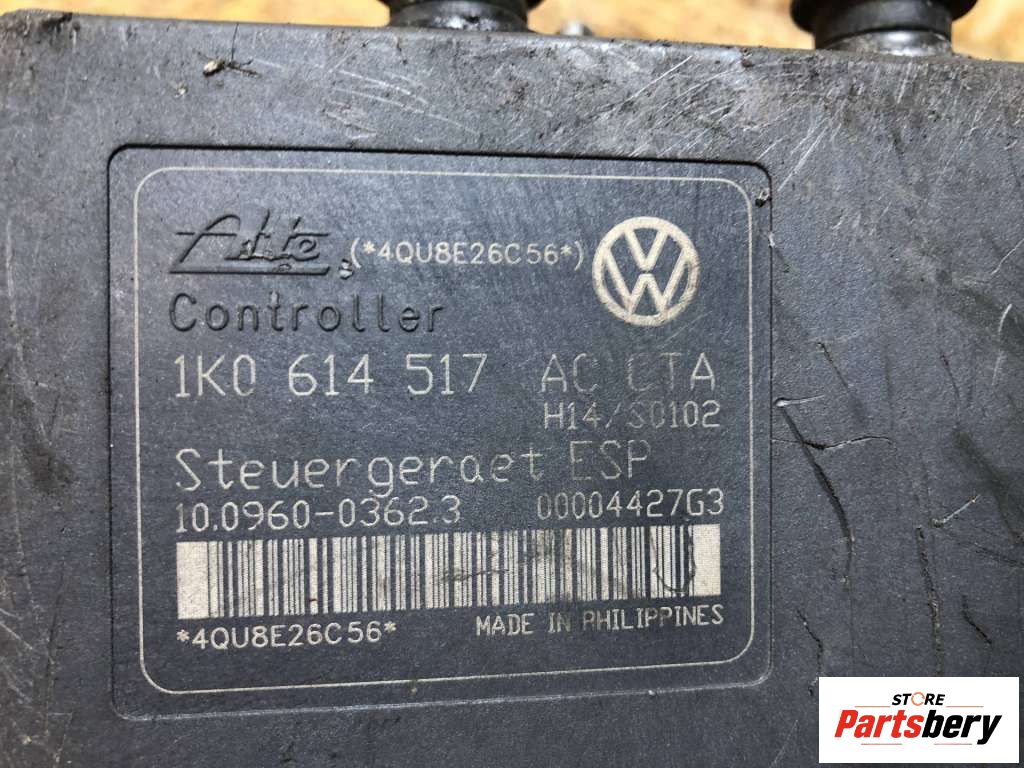 Ate (*4QU8E26C56*)
Controller
1K0 614 517 AC CTA
H14/S0102
Steuergeraet ESP
10.0960-0362.3 00004427G3
*4QU8E26C56* MADE IN PHILIPPINES
STORE
Partsbery